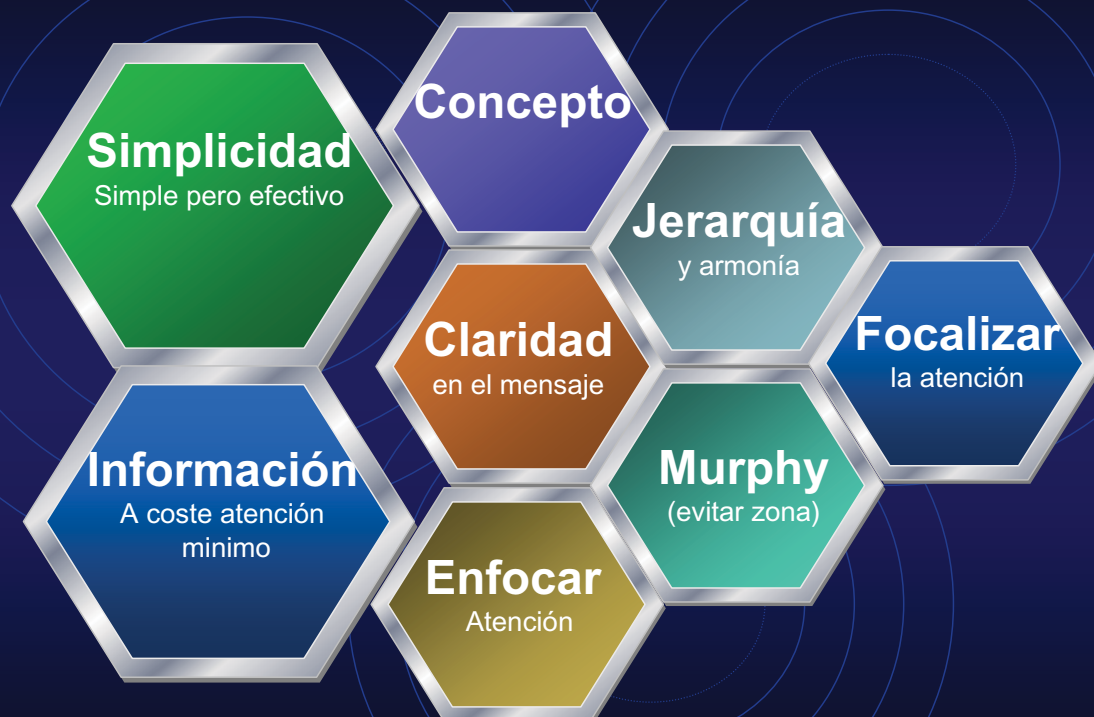 Simplicidad
Simple pero efectivo
Concepto
Jerarquía
y armonía
Claridad
en el mensaje
Focalizar
la atención
Información
A coste atención
minimo
Murphy
(evitar zona)
Enfocar
Atención